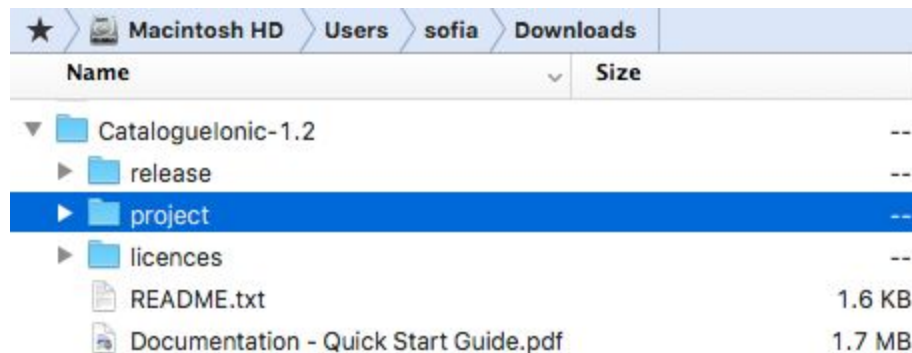 Macintosh HD Users sofia Downloads
Name Size
CatalogueIonic-1.2 --
release --
project --
licences --
README.txt 1.6 KB
Documentation - Quick Start Guide.pdf 1.7 MB